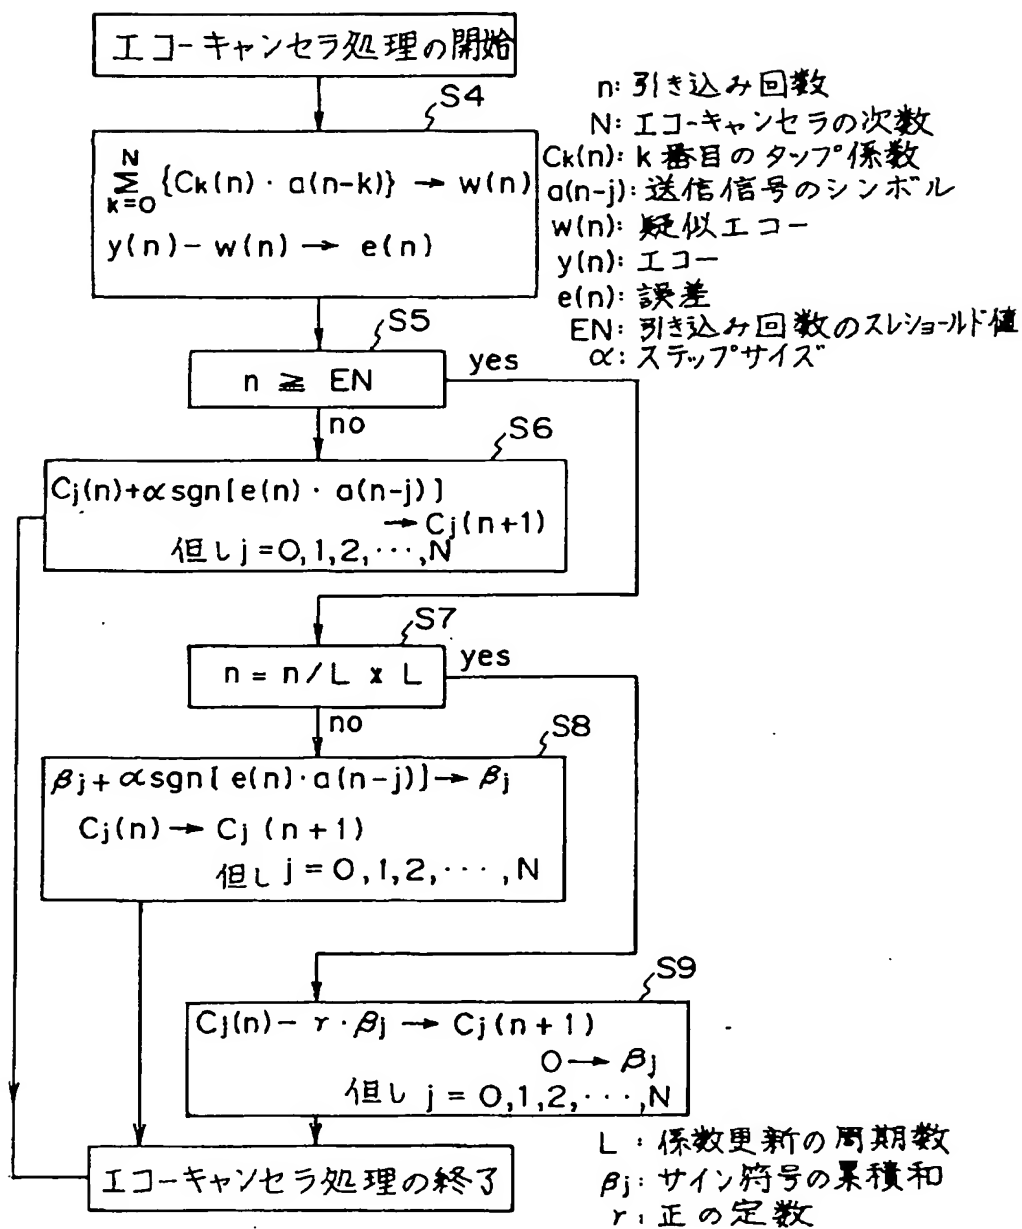 エコーキャンセラ処理の開始
n: 引き込み回数
N: エコーキャンセラの次数
Ck(n): k番目のタップ係数
a(n-j): 送信信号のシンボル
w(n): 疑似エコー
y(n): エコー
e(n): 誤差
EN: 引き込み回数のスレショールド値
α: ステップサイズ
S4
N
Σ {Ck(n)・a(n-k)} → w(n)
k=0
y(n) - w(n) → e(n)
S5
n ≧ EN
yes
no
S6
Cj(n)+αsgn[e(n)・a(n-j)]
→ Cj(n+1)
但し j=0,1,2,・・・,N
S7
n = n/L x L
yes
no
S8
βj+αsgn[e(n)・a(n-j)]→βj
Cj(n) → Cj(n+1)
但し j=0,1,2,・・・,N
S9
Cj(n) - γ・βj → Cj(n+1)
0 → βj
但し j = 0,1,2,・・・,N
エコーキャンセラ処理の終了
L: 係数更新の周期数
βj: サイン符号の累積和
γ: 正の定数